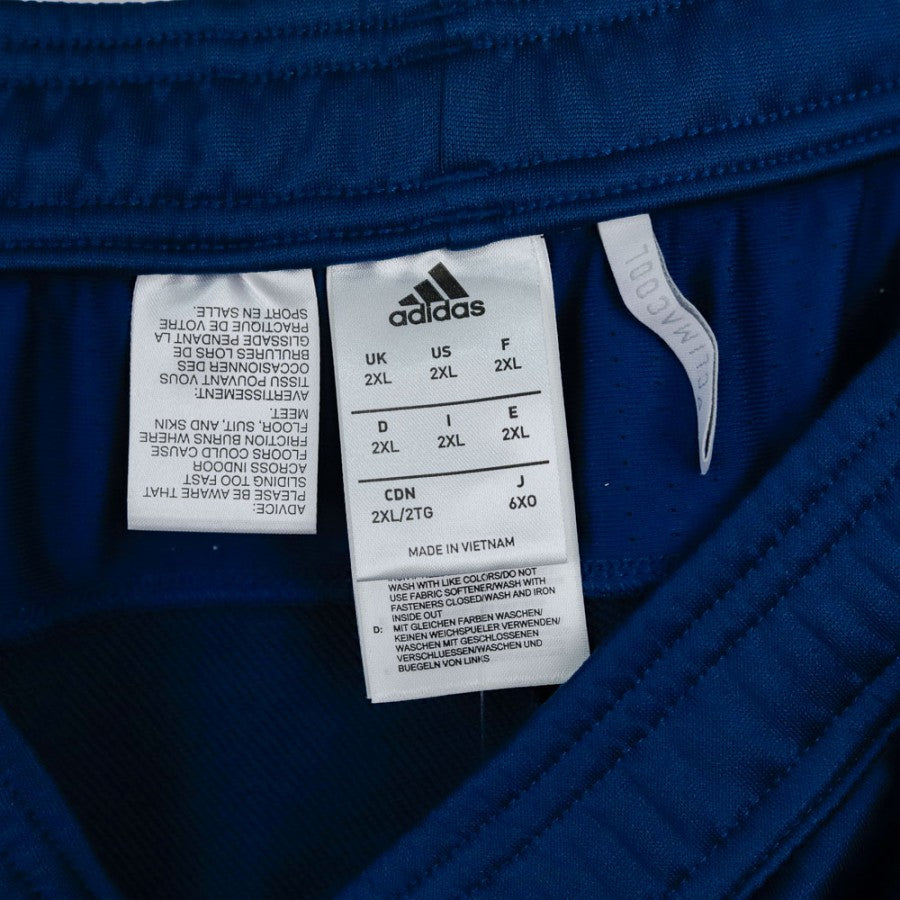 ADVICE:
PLEASE BE AWARE THAT
SLIDING TOO FAST
ACROSS INDOOR
FLOORS COULD CAUSE
FRICTION BURNS WHERE
FLOOR, SUIT, AND SKIN
MEET.
AVERTISSEMENT:
TISSU POUVANT VOUS
OCCASIONNER DES
BRULURES LORS DE
GLISSADE PENDANT LA
PRACTIQUE DE VOTRE
SPORT EN SALLE.
adidas
UK US F
2XL 2XL 2XL
D I E
2XL 2XL 2XL
CDN J
2XL/2TG 6XO
MADE IN VIETNAM
WASH WITH LIKE COLORS/DO NOT
USE FABRIC SOFTENER/WASH WITH
FASTENERS CLOSED/WASH AND IRON
INSIDE OUT
D: MIT GLEICHEN FARBEN WASCHEN/
KEINEN WEICHSPUELER VERWENDEN/
WASCHEN MIT GESCHLOSSENEN
VERSCHLUESSEN/WASCHEN UND
BUEGELN VON LINKS
CLIMACOOL